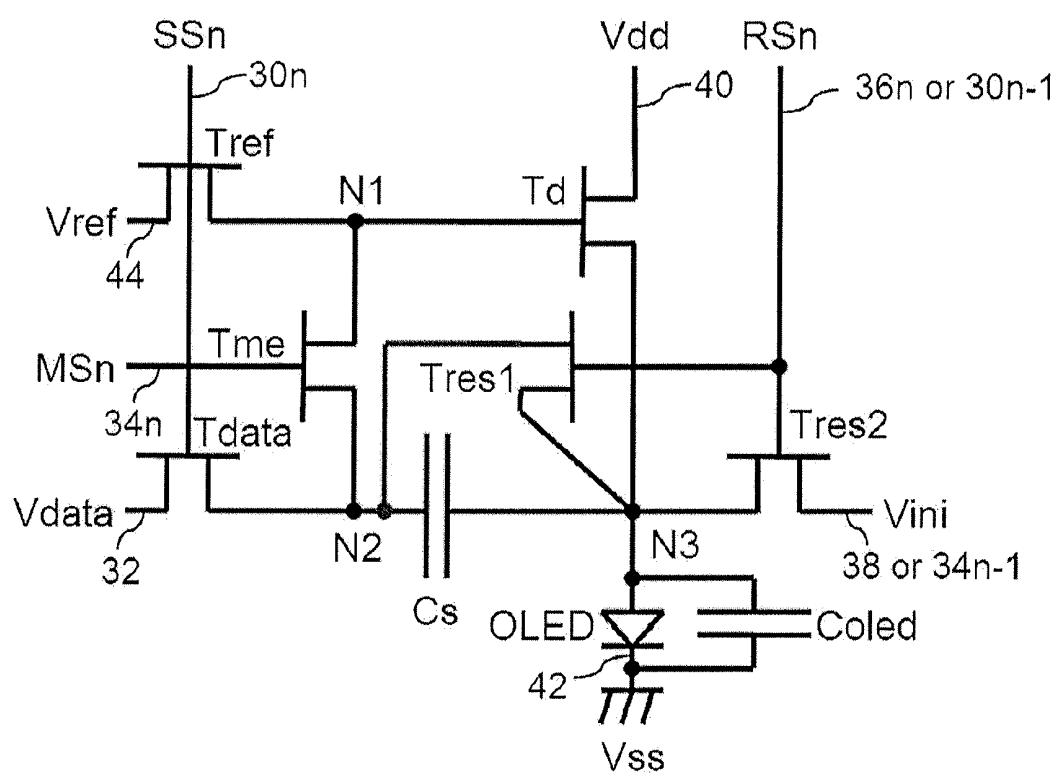 SSn
Vdd
RSn
30n
40
36n or 30n-1
Tref
N1
Td
Vref
44
Tme
MSn
Tres1
34n
Tdata
Tres2
Vdata
Vini
32
N2
N3
38 or 34n-1
Cs
OLED
Coled
42
Vss